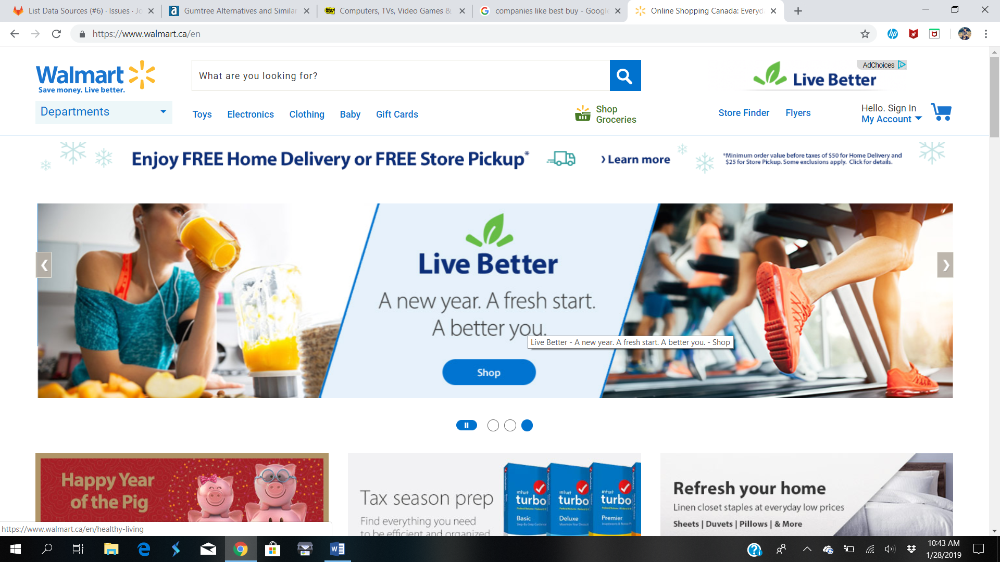 List Data Sources (#6) · Issues · Jo
Gumtree Alternatives and Similar
Computers, TVs, Video Games &
companies like best buy - Google
Online Shopping Canada: Everyd
https://www.walmart.ca/en
Walmart
Save money. Live better.
What are you looking for?
AdChoices
Live Better
Departments
Toys
Electronics
Clothing
Baby
Gift Cards
Shop
Groceries
Store Finder
Flyers
Hello. Sign In
My Account
Enjoy FREE Home Delivery or FREE Store Pickup*
› Learn more
*Minimum order value before taxes of $50 for Home Delivery and
$25 for Store Pickup. Some exclusions apply. Click for details.
Live Better
A new year. A fresh start.
A better you.
Live Better - A new year. A fresh start. A better you. - Shop
Shop
Happy Year
of the Pig
Tax season prep
Find everything you need
to be efficient and organized
intuit intuit intuit
turbo turbo turbo
Basic Deluxe Premier
Refresh your home
Linen closet staples at everyday low prices
Sheets | Duvets | Pillows | & More
https://www.walmart.ca/en/healthy-living
10:43 AM
1/28/2019